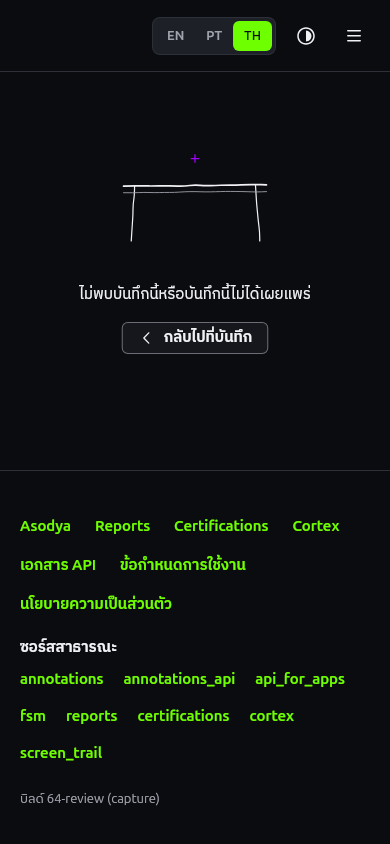 EN PT TH
ไม่พบบันทึกนี้หรือบันทึกนี้ไม่ได้เผยแพร่
กลับไปที่บันทึก
Asodya Reports Certifications Cortex
เอกสาร API ข้อกำหนดการใช้งาน
นโยบายความเป็นส่วนตัว
ซอร์สสาธารณะ
annotations annotations_api api_for_apps
fsm reports certifications cortex
screen_trail
บิลด์ 64-review (capture)